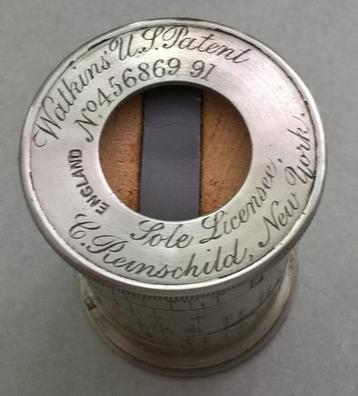 Watkins' U.S. Patent
No. 456869 91
ENGLAND
Sole Licensee,
C. Reinschild, New York.